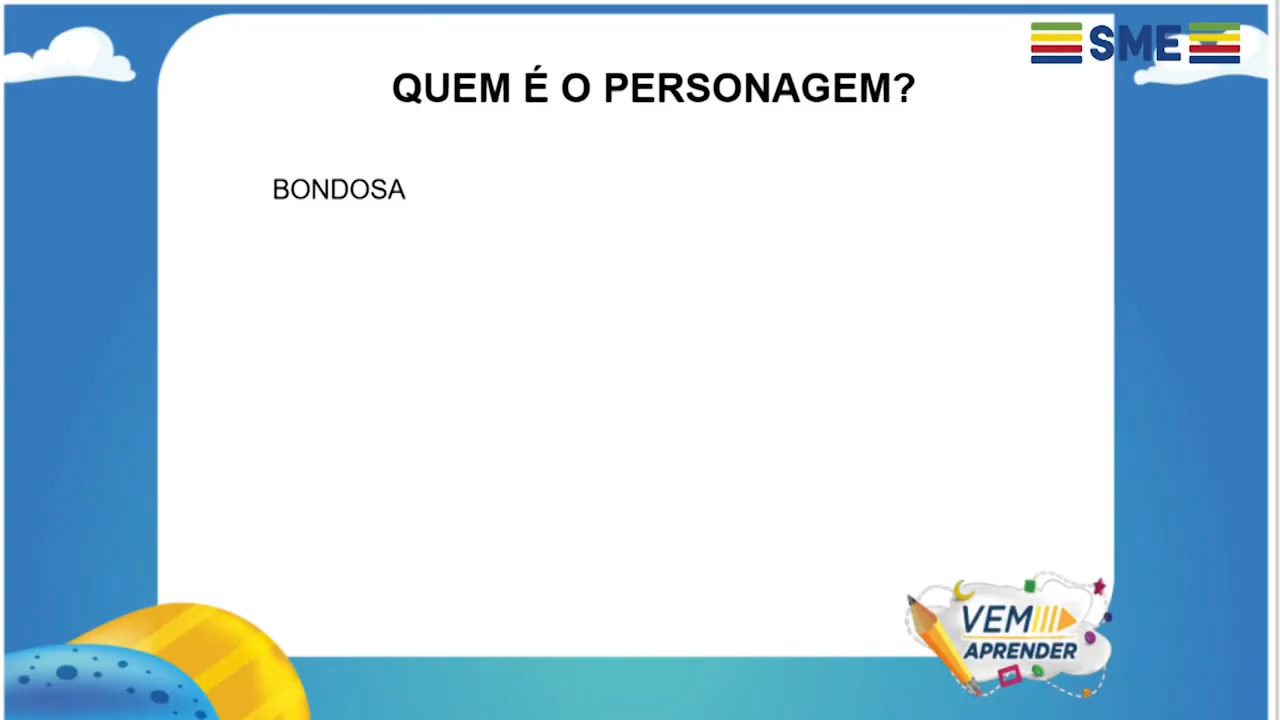 SME
QUEM É O PERSONAGEM?
BONDOSA
VEM
APRENDER